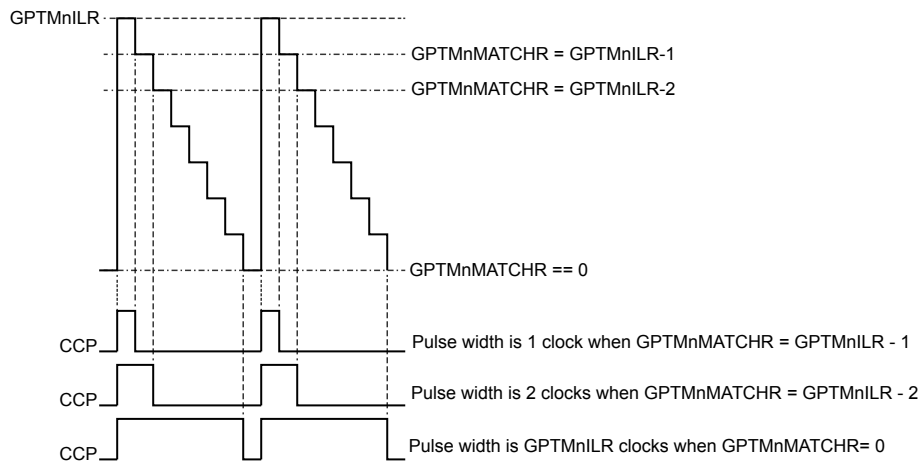 GPTMnILR
GPTMnMATCHR = GPTMnILR-1
GPTMnMATCHR = GPTMnILR-2
GPTMnMATCHR == 0
CCP
Pulse width is 1 clock when GPTMnMATCHR = GPTMnILR - 1
CCP
Pulse width is 2 clocks when GPTMnMATCHR = GPTMnILR - 2
CCP
Pulse width is GPTMnILR clocks when GPTMnMATCHR= 0